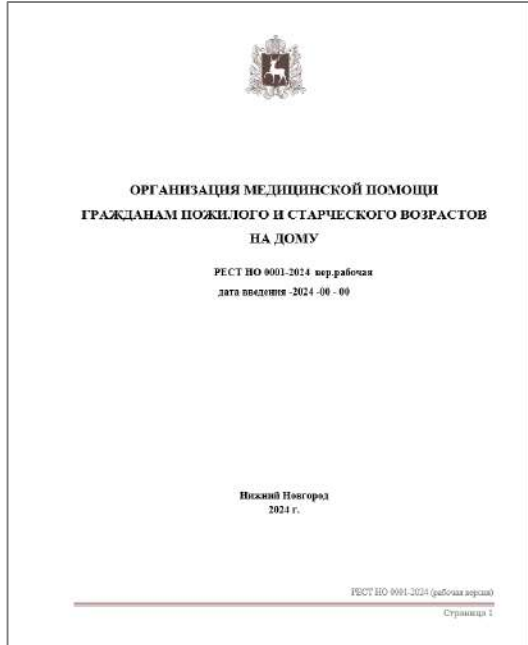 ОРГАНИЗАЦИЯ МЕДИЦИНСКОЙ ПОМОЩИ
ГРАЖДАНАМ ПОЖИЛОГО И СТАРЧЕСКОГО ВОЗРАСТОВ
НА ДОМУ
РЕСТ НО 0001-2024 вер.рабочая
дата введения -2024 -00 - 00
Нижний Новгород
2024 г.
РЕСТ НО 0001-2024 (рабочая версия)
Страница 1